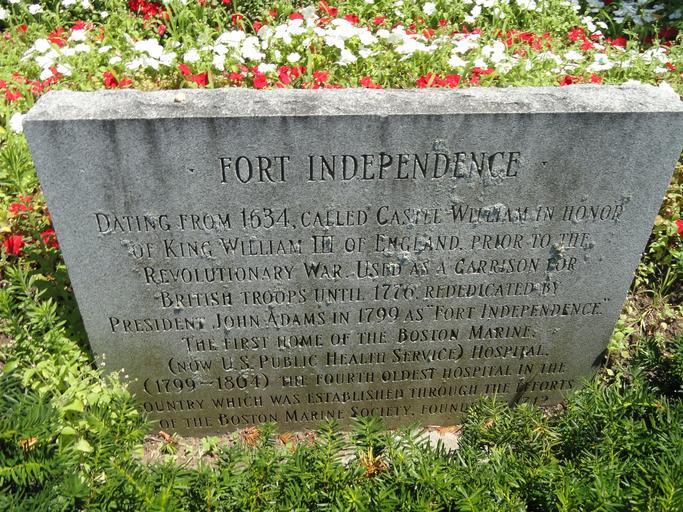 · FORT INDEPENDENCE ·
DATING FROM 1634, CALLED CASTLE WILLIAM IN HONOR
OF KING WILLIAM III OF ENGLAND, PRIOR TO THE
REVOLUTIONARY WAR. USED AS A GARRISON FOR
BRITISH TROOPS UNTIL 1776, REDEDICATED BY
PRESIDENT JOHN ADAMS IN 1799 AS "FORT INDEPENDENCE."
THE FIRST HOME OF THE BOSTON MARINE,
(NOW U.S. PUBLIC HEALTH SERVICE) HOSPITAL,
(1799-1864) THE FOURTH OLDEST HOSPITAL IN THE
COUNTRY WHICH WAS ESTABLISHED THROUGH THE EFFORTS
OF THE BOSTON MARINE SOCIETY,